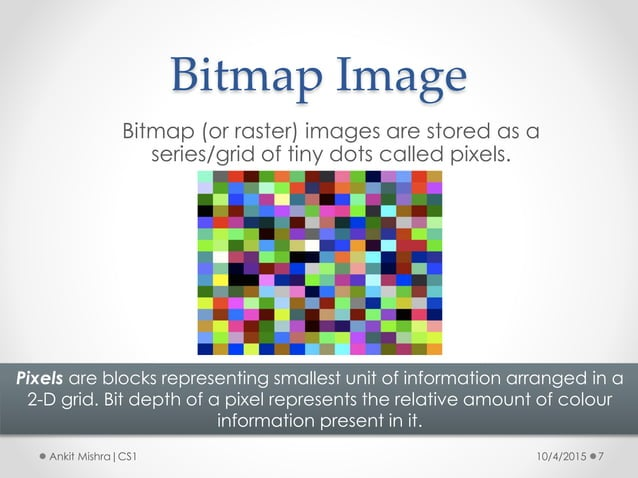 Bitmap Image
Bitmap (or raster) images are stored as a
series/grid of tiny dots called pixels.
Pixels are blocks representing smallest unit of information arranged in a
2-D grid. Bit depth of a pixel represents the relative amount of colour
information present in it.
Ankit Mishra|CS1 10/4/2015 7